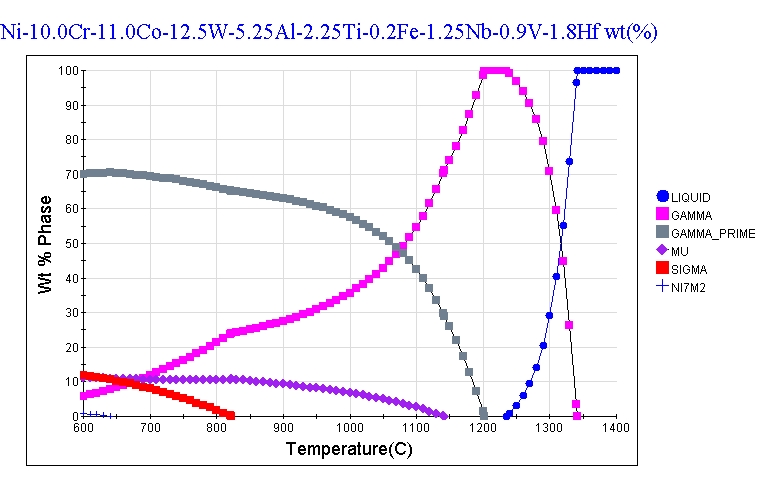 Ni-10.0Cr-11.0Co-12.5W-5.25Al-2.25Ti-0.2Fe-1.25Nb-0.9V-1.8Hf wt(%)
100
90
80
70
60
50
40
30
20
10
0
Wt % Phase
600 700 800 900 1000 1100 1200 1300 1400
Temperature(C)
LIQUID
GAMMA
GAMMA_PRIME
MU
SIGMA
NI7M2